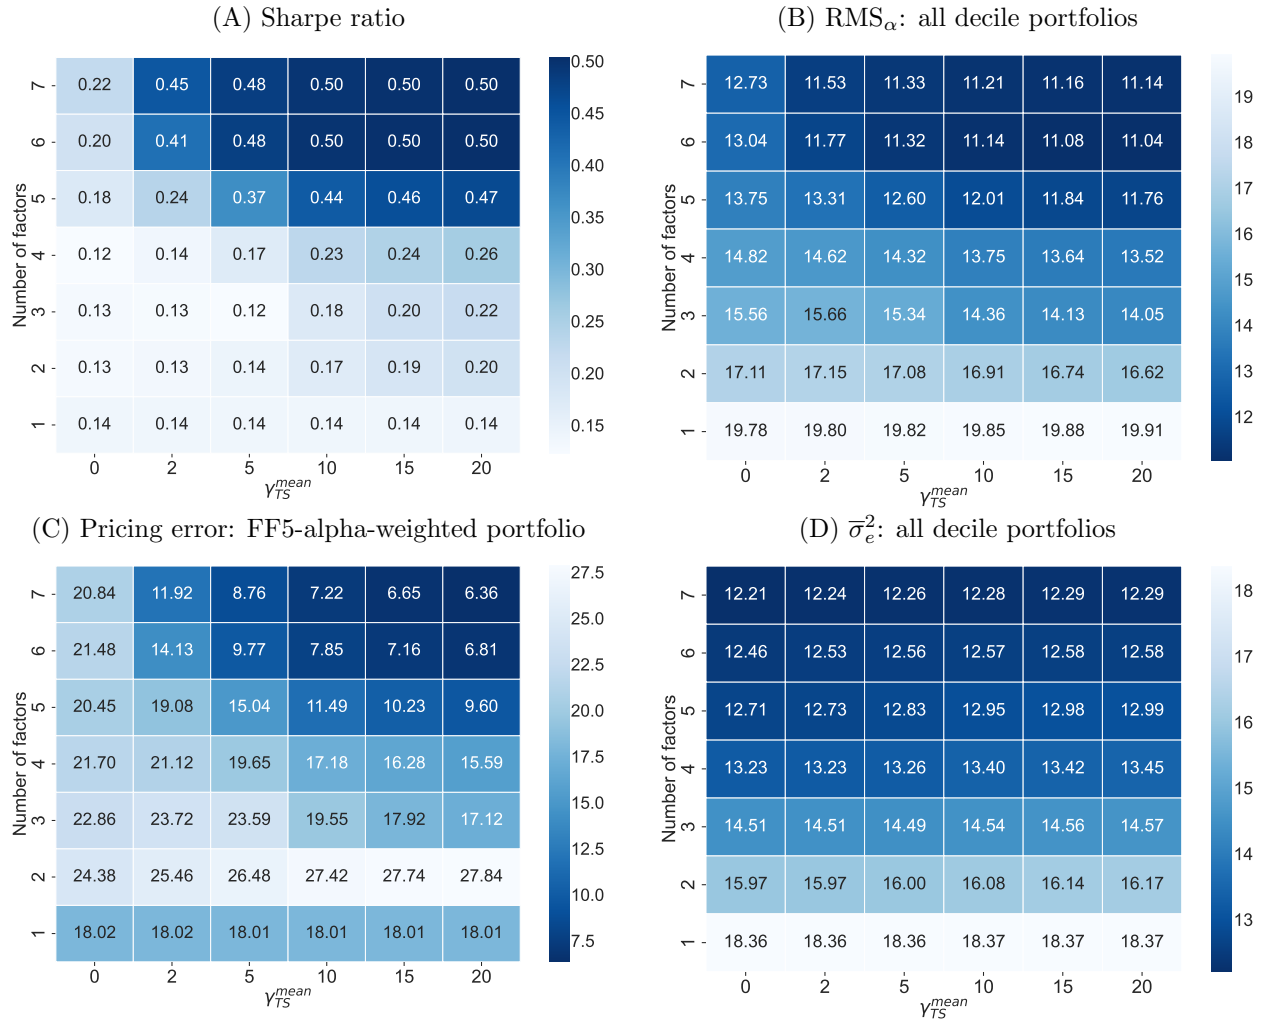 (A) Sharpe ratio
7 0.22 0.45 0.48 0.50 0.50 0.50
6 0.20 0.41 0.48 0.50 0.50 0.50
5 0.18 0.24 0.37 0.44 0.46 0.47
4 0.12 0.14 0.17 0.23 0.24 0.26
3 0.13 0.13 0.12 0.18 0.20 0.22
2 0.13 0.13 0.14 0.17 0.19 0.20
1 0.14 0.14 0.14 0.14 0.14 0.14
0 2 5 10 15 20
Number of factors
γ_{TS}^{mean}
0.50
0.45
0.40
0.35
0.30
0.25
0.20
0.15
(B) RMS_α: all decile portfolios
7 12.73 11.53 11.33 11.21 11.16 11.14
6 13.04 11.77 11.32 11.14 11.08 11.04
5 13.75 13.31 12.60 12.01 11.84 11.76
4 14.82 14.62 14.32 13.75 13.64 13.52
3 15.56 15.66 15.34 14.36 14.13 14.05
2 17.11 17.15 17.08 16.91 16.74 16.62
1 19.78 19.80 19.82 19.85 19.88 19.91
0 2 5 10 15 20
Number of factors
γ_{TS}^{mean}
19
18
17
16
15
14
13
12
(C) Pricing error: FF5-alpha-weighted portfolio
7 20.84 11.92 8.76 7.22 6.65 6.36
6 21.48 14.13 9.77 7.85 7.16 6.81
5 20.45 19.08 15.04 11.49 10.23 9.60
4 21.70 21.12 19.65 17.18 16.28 15.59
3 22.86 23.72 23.59 19.55 17.92 17.12
2 24.38 25.46 26.48 27.42 27.74 27.84
1 18.02 18.02 18.01 18.01 18.01 18.01
0 2 5 10 15 20
Number of factors
γ_{TS}^{mean}
27.5
25.0
22.5
20.0
17.5
15.0
12.5
10.0
7.5
(D) σ̅_e^2: all decile portfolios
7 12.21 12.24 12.26 12.28 12.29 12.29
6 12.46 12.53 12.56 12.57 12.58 12.58
5 12.71 12.73 12.83 12.95 12.98 12.99
4 13.23 13.23 13.26 13.40 13.42 13.45
3 14.51 14.51 14.49 14.54 14.56 14.57
2 15.97 15.97 16.00 16.08 16.14 16.17
1 18.36 18.36 18.36 18.37 18.37 18.37
0 2 5 10 15 20
Number of factors
γ_{TS}^{mean}
18
17
16
15
14
13